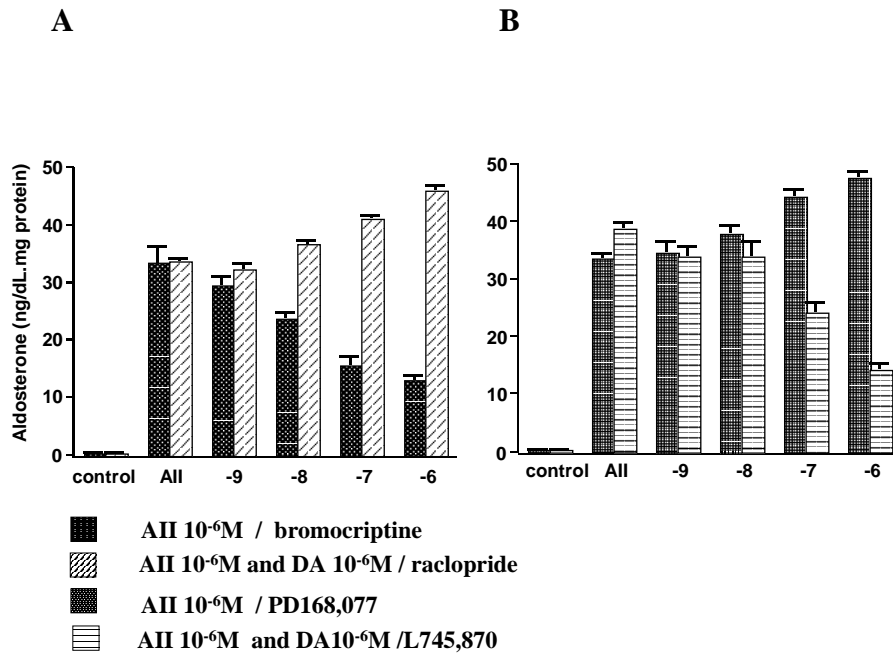 A
B
Aldosterone (ng/dL.mg protein)
50
40
30
20
10
0
control AII -9 -8 -7 -6
50
40
30
20
10
0
control AII -9 -8 -7 -6
AII 10⁻⁶M / bromocriptine
AII 10⁻⁶M and DA 10⁻⁶M / raclopride
AII 10⁻⁶M / PD168,077
AII 10⁻⁶M and DA10⁻⁶M /L745,870